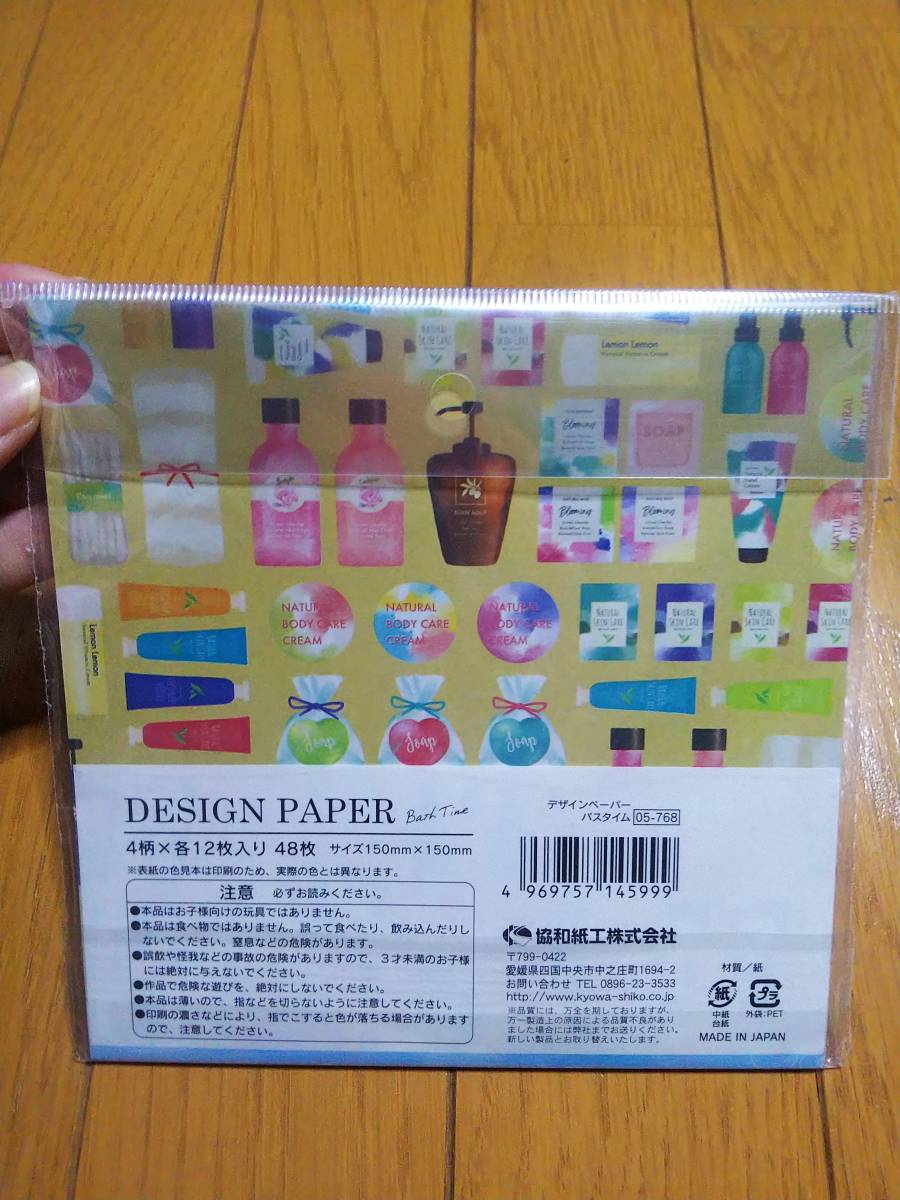 Soap
NATURAL
SKIN CARE
Lemon Lemon
NATURAL
BODY CARE
Blooming
SOAP
BODY SOAP
Blooming
Blooming
NATURAL
Lemon Lemon
NATURAL
BODY CARE
CREAM
NATURAL
BODY CARE
CREAM
NATURAL
BODY CARE
CREAM
NATURAL
SKIN CARE
NATURAL
SKIN CARE
NATURAL
SKIN CARE
NATURAL
SKIN CARE
Soap
Soap
Soap
DESIGN PAPER Bath Time
4柄×各12枚入り 48枚 サイズ150mm×150mm
※表紙の色見本は印刷のため、実際の色とは異なります。
注意 必ずお読みください。
●本品はお子様向けの玩具ではありません。
●本品は食べ物ではありません。誤って食べたり、飲み込んだりし
ないでください。窒息などの危険があります。
●誤飲や怪我などの事故の危険がありますので、3才未満のお子様
には絶対に与えないでください。
●作品で危険な遊びを、絶対にしないでください。
●本品は薄いので、指などを切らないように注意してください。
●印刷の濃さなどにより、指でこすると色が落ちる場合があります
ので、注意してください。
デザインペーパー
バスタイム 05-768
4 969757 145999
協和紙工株式会社
〒799-0422
愛媛県四国中央市中之庄町1694-2
お問い合わせ TEL 0896-23-3533
http://www.kyowa-shiko.co.jp
※品質には、万全を期しておりますが、
万一製造上の原因による品質不良があり
ました場合には弊社までお送りください。
新しい製品とお取り替えいたします。
材質/紙
紙
プラ
中紙
台紙
外袋:PET
MADE IN JAPAN